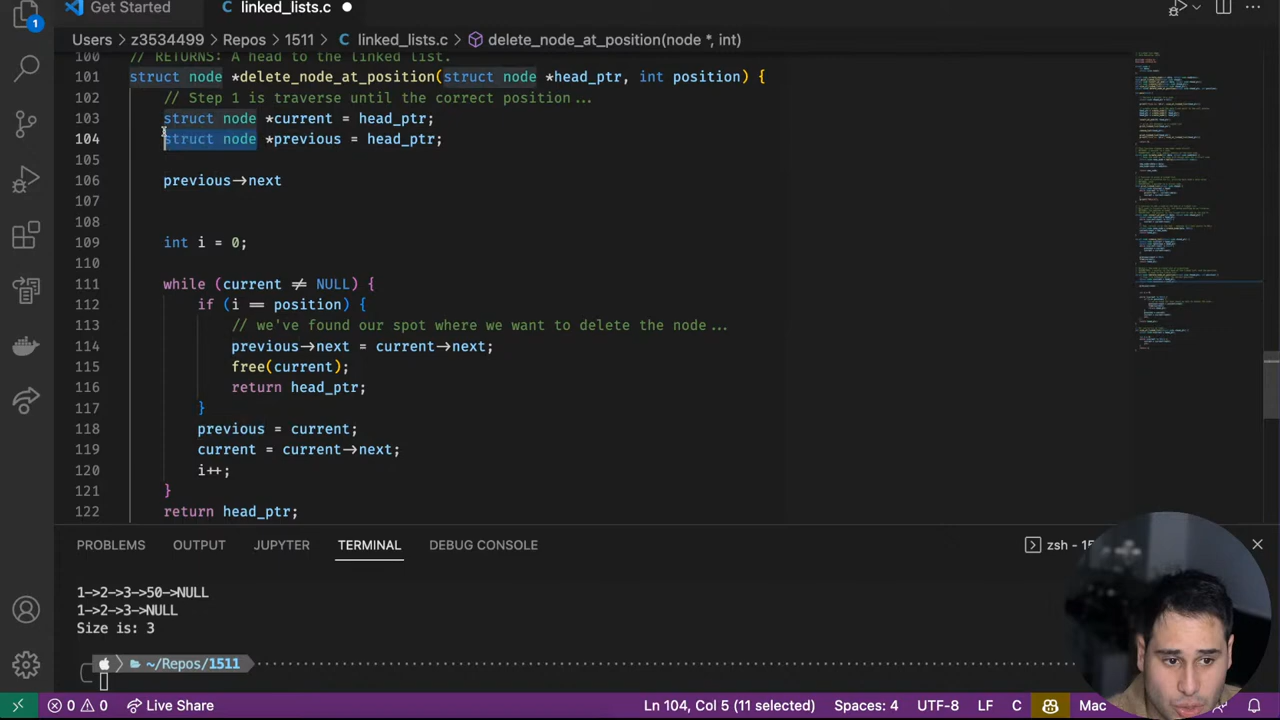 Get Started
linked_lists.c
Users > z3534499 > Repos > 1511 > linked_lists.c > delete_node_at_position(node *, int)
100 // RETURNS: A head to the linked list
101 struct node *delete_node_at_position(struct node *head_ptr, int position) {
102 // Step 1 is traverse until the position...
103 struct node *current = head_ptr;
104 struct node *previous = head_ptr;
105
106 previous->next
107
108
109 int i = 0;
110
111 (current != NULL) {
112 if (i == position) {
113 // we've found our spot where we want to delete the node...
114 previous->next = current->next;
115 free(current);
116 return head_ptr;
117 }
118 previous = current;
119 current = current->next;
120 i++;
121 }
122 return head_ptr;
PROBLEMS OUTPUT JUPYTER TERMINAL DEBUG CONSOLE
1->2->3->50->NULL
1->2->3->NULL
Size is: 3
~/Repos/1511
0 0 Live Share Ln 104, Col 5 (11 selected) Spaces: 4 UTF-8 LF C Mac